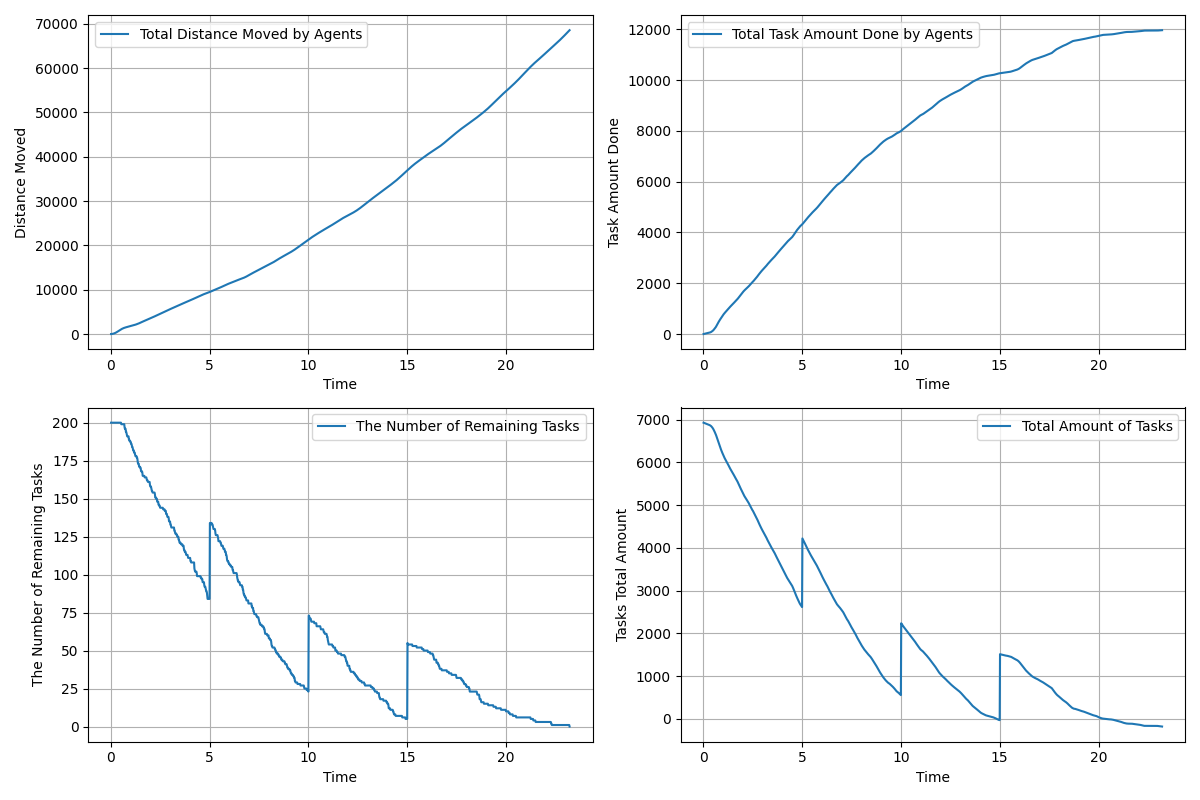 Total Distance Moved by Agents
Distance Moved
70000
60000
50000
40000
30000
20000
10000
0
0 5 10 15 20
Time
Total Task Amount Done by Agents
Task Amount Done
12000
10000
8000
6000
4000
2000
0
0 5 10 15 20
Time
The Number of Remaining Tasks
The Number of Remaining Tasks
200
175
150
125
100
75
50
25
0
0 5 10 15 20
Time
Total Amount of Tasks
Tasks Total Amount
7000
6000
5000
4000
3000
2000
1000
0
0 5 10 15 20
Time